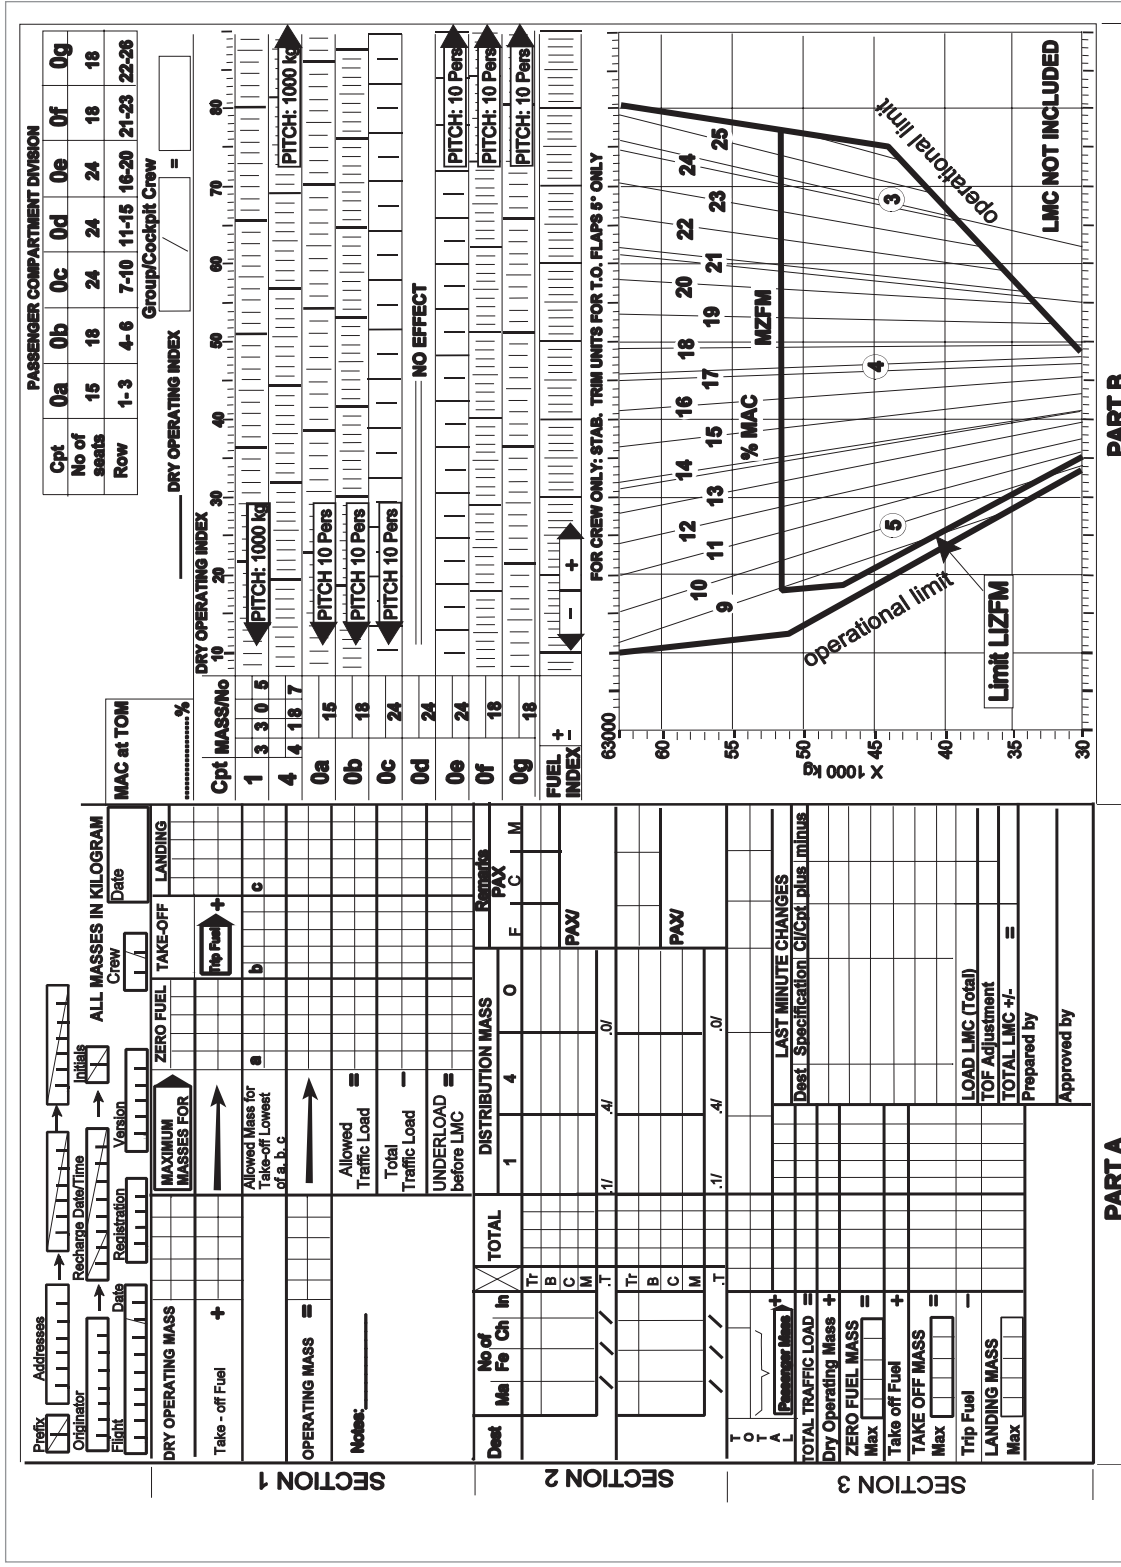 Prefix
Addresses
Originator
Recharge Date/Time
Initials
ALL MASSES IN KILOGRAM
Flight
Date
Registration
Version
Crew
Date
DRY OPERATING MASS
MAXIMUM MASSES FOR
ZERO FUEL
TAKE-OFF
LANDING
Take - off Fuel
+
Trip Fuel
+
Allowed Mass for
Take-off Lowest
of a. b. c
a
b
c
OPERATING MASS
=
Notes:
Allowed
Traffic Load
=
Total
Traffic Load
–
UNDERLOAD
before LMC
=
SECTION 1
Dest
No of
Ma Fe Ch In
TOTAL
DISTRIBUTION MASS
1 4 O
Remarks
PAX
F C M
Tr
B
C
M
.T .1/ .4/ .0/
PAX/
Tr
B
C
M
.T .1/ .4/ .0/
PAX/
SECTION 2
TOTAL
Passenger Mass +
TOTAL TRAFFIC LOAD =
Dry Operating Mass +
ZERO FUEL MASS =
Max
Take off Fuel +
TAKE OFF MASS =
Max
Trip Fuel –
LANDING MASS
Max
LAST MINUTE CHANGES
Dest Specification Cl/Cpt plus minus
LOAD LMC (Total)
TOF Adjustment
TOTAL LMC +/- =
Prepared by
Approved by
SECTION 3
PART A
MAC at TOM
%
PASSENGER COMPARTMENT DIVISION
Cpt 0a 0b 0c 0d 0e 0f 0g
No of seats 15 18 24 24 24 18 18
Row 1- 3 4- 6 7-10 11-15 16-20 21-23 22-26
Group/Cockpit Crew
DRY OPERATING INDEX
=
Cpt MASS/No
DRY OPERATING INDEX
10 20 30 40 50 60 70 80
1 3 3 0 5 PITCH: 1000 kg
4 4 1 8 7 PITCH: 1000 kg
0a 15 PITCH 10 Pers
0b 18 PITCH 10 Pers
0c 24 PITCH 10 Pers
0d 24 NO EFFECT
0e 24 PITCH: 10 Pers
0f 18 PITCH: 10 Pers
0g 18 PITCH: 10 Pers
FUEL +
INDEX –
– +
FOR CREW ONLY: STAB. TRIM UNITS FOR T.O. FLAPS 5° ONLY
63000
60
55
50
45
40
35
30
X 1000 kg
9 10 11 12 13 14 15 16 17 18 19 20 21 22 23 24 25
% MAC
MZFM
5
4
3
operational limit
operational limit
Limit LIZFM
LMC NOT INCLUDED
PART B